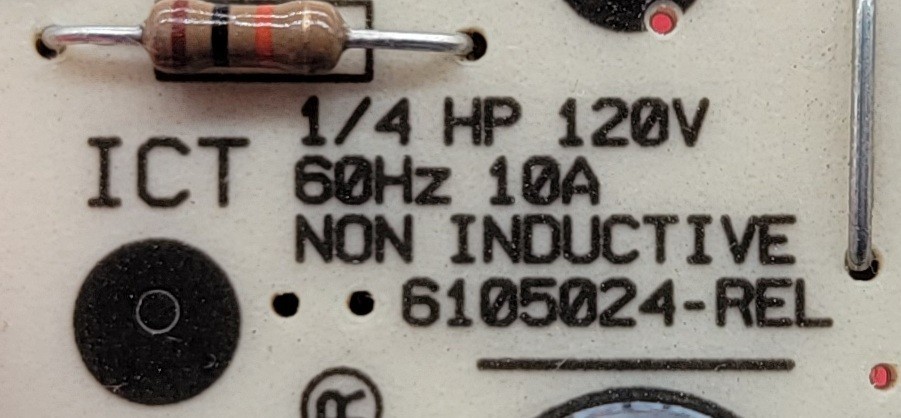 1/4 HP 120V
ICT
60Hz 10A
NON INDUCTIVE
6105024-REL
R